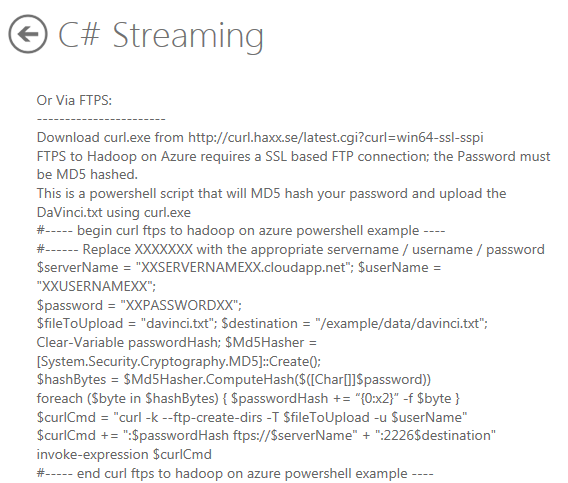 C# Streaming
Or Via FTPS:
-----------------------
Download curl.exe from http://curl.haxx.se/latest.cgi?curl=win64-ssl-sspi
FTPS to Hadoop on Azure requires a SSL based FTP connection; the Password must
be MD5 hashed.
This is a powershell script that will MD5 hash your password and upload the
DaVinci.txt using curl.exe
#----- begin curl ftps to hadoop on azure powershell example ----
#------ Replace XXXXXXX with the appropriate servername / username / password
$serverName = "XXSERVERNAMEXX.cloudapp.net"; $userName =
"XXUSERNAMEXX";
$password = "XXPASSWORDXX";
$fileToUpload = "davinci.txt"; $destination = "/example/data/davinci.txt";
Clear-Variable passwordHash; $Md5Hasher =
[System.Security.Cryptography.MD5]::Create();
$hashBytes = $Md5Hasher.ComputeHash($([Char[]]$password))
foreach ($byte in $hashBytes) { $passwordHash += “{0:x2}” -f $byte }
$curlCmd = "curl -k --ftp-create-dirs -T $fileToUpload -u $userName"
$curlCmd += ":$passwordHash ftps://$serverName" + ":2226$destination"
invoke-expression $curlCmd
#----- end curl ftps to hadoop on azure powershell example ----